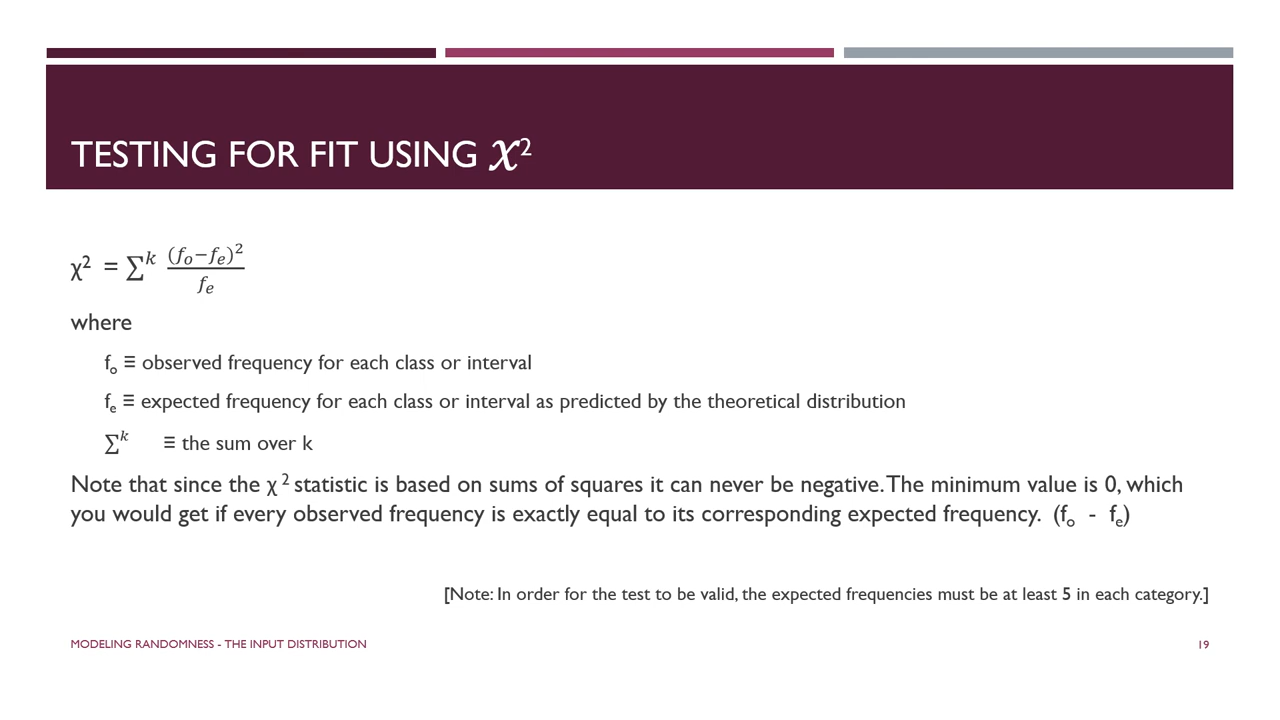 TESTING FOR FIT USING 𝒳²
χ² = ∑ᵏ (fₒ−fₑ)² / fₑ
where
fₒ ≡ observed frequency for each class or interval
fₑ ≡ expected frequency for each class or interval as predicted by the theoretical distribution
∑ᵏ ≡ the sum over k
Note that since the χ² statistic is based on sums of squares it can never be negative. The minimum value is 0, which
you would get if every observed frequency is exactly equal to its corresponding expected frequency. (fₒ - fₑ)
[Note: In order for the test to be valid, the expected frequencies must be at least 5 in each category.]
MODELING RANDOMNESS - THE INPUT DISTRIBUTION
19